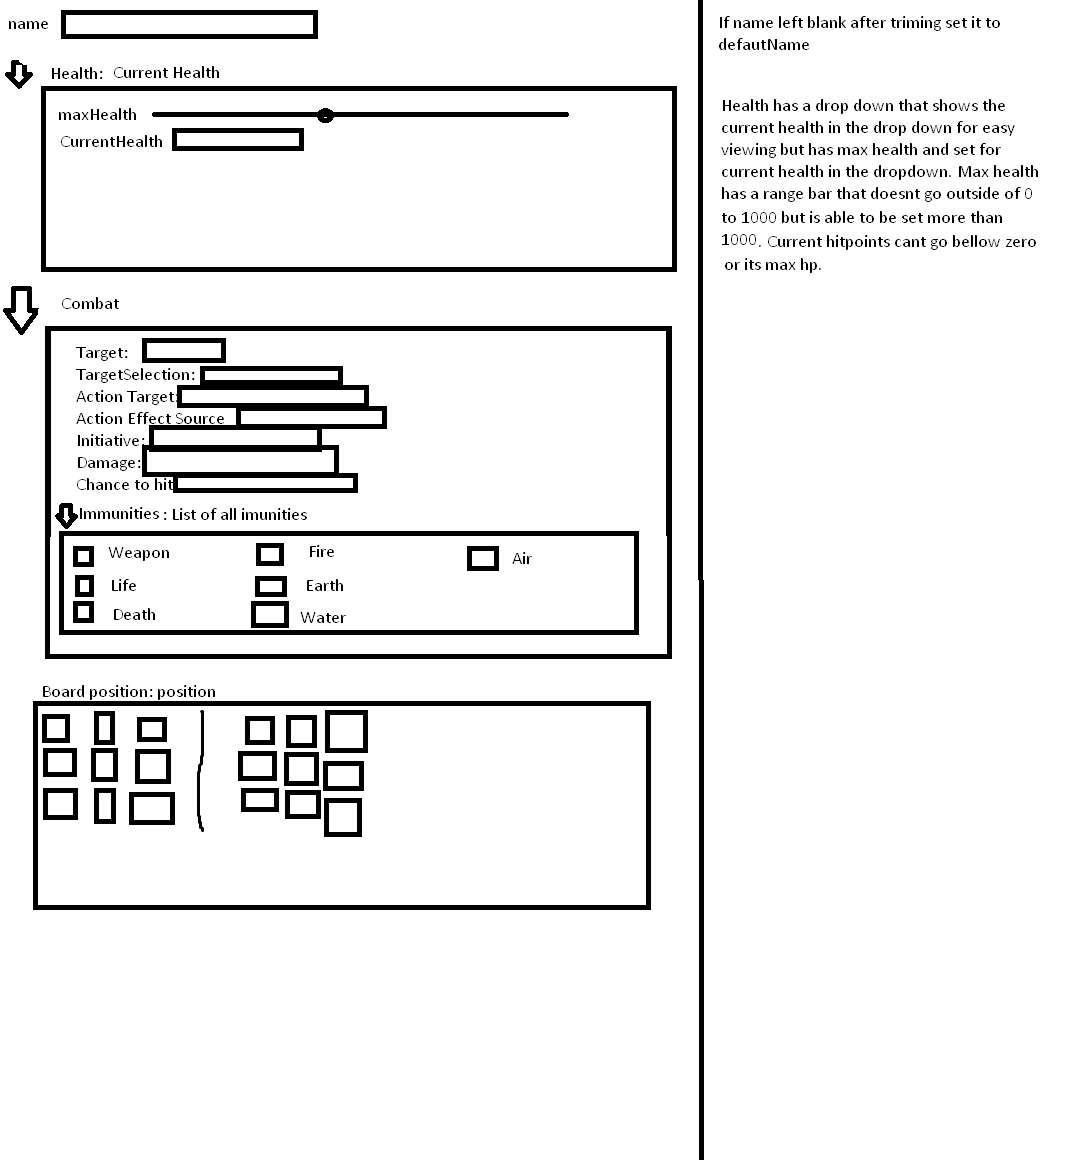 name
Health: Current Health
maxHealth
CurrentHealth
Combat
Target:
TargetSelection:
Action Target:
Action Effect Source
Initiative:
Damage:
Chance to hit
Immunities : List of all imunities
Weapon Fire Air
Life Earth
Death Water
Board position: position
If name left blank after triming set it to
defautName
Health has a drop down that shows the
current health in the drop down for easy
viewing but has max health and set for
current health in the dropdown. Max health
has a range bar that doesnt go outside of 0
to 1000 but is able to be set more than
1000. Current hitpoints cant go bellow zero
or its max hp.